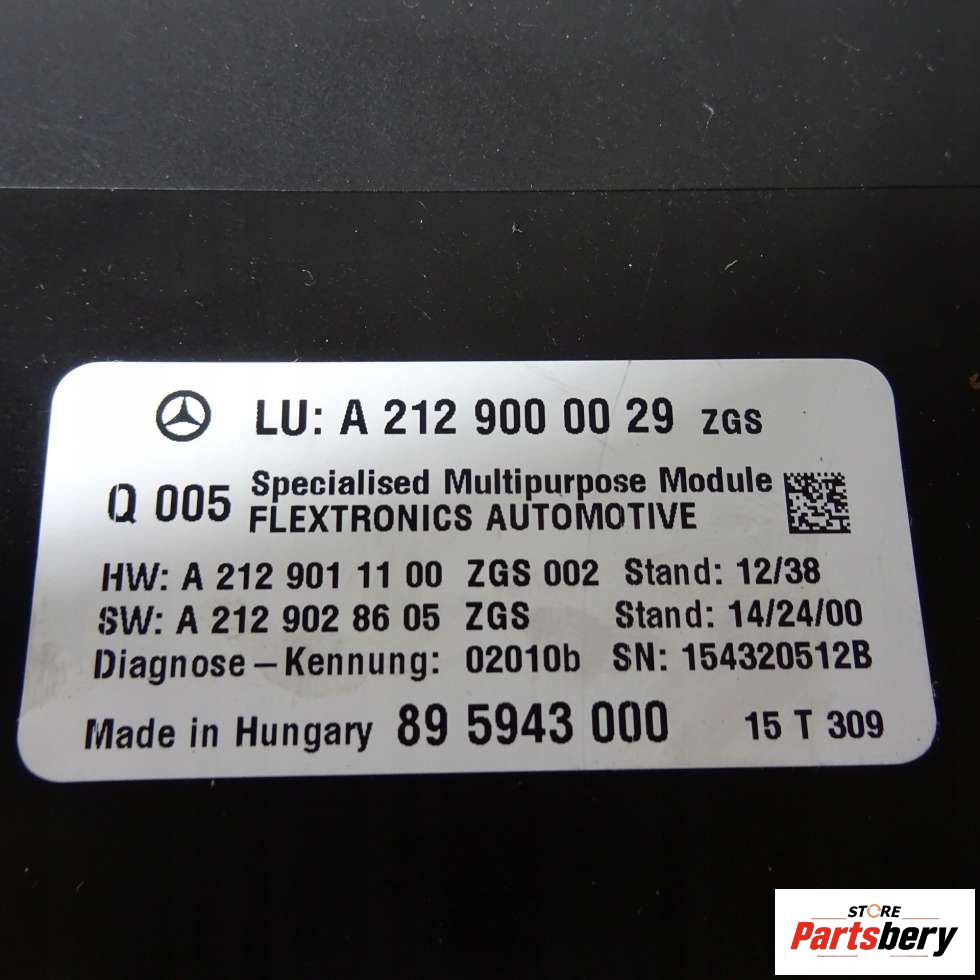 LU: A 212 900 00 29 ZGS
Q 005 Specialised Multipurpose Module
FLEXTRONICS AUTOMOTIVE
HW: A 212 901 11 00 ZGS 002 Stand: 12/38
SW: A 212 902 86 05 ZGS Stand: 14/24/00
Diagnose – Kennung: 02010b SN: 154320512B
Made in Hungary 89 5943 000 15 T 309
STORE
Partsbery